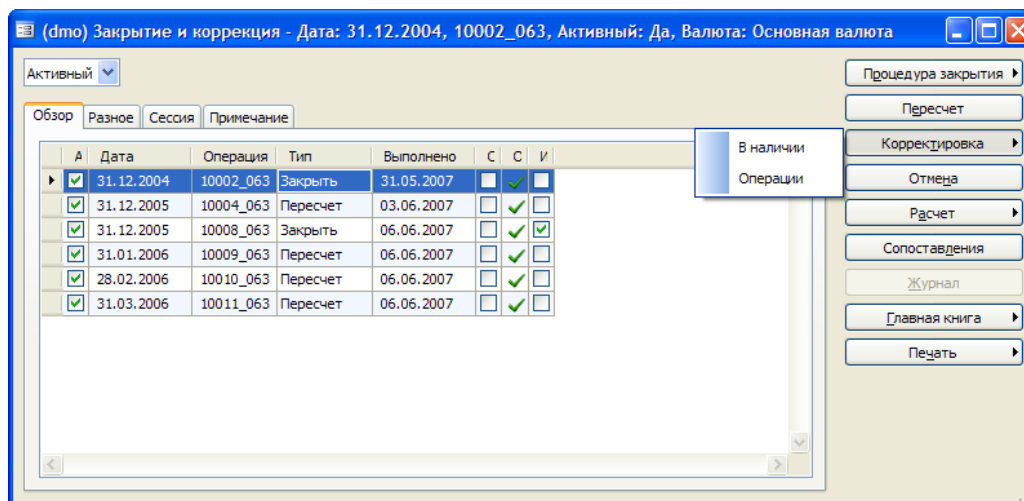 (dmo) Закрытие и коррекция - Дата: 31.12.2004, 10002_063, Активный: Да, Валюта: Основная валюта
Активный
Обзор Разное Сессия Примечание
А Дата Операция Тип Выполнено С С И
31.12.2004 10002_063 Закрыть 31.05.2007
31.12.2005 10004_063 Пересчет 03.06.2007
31.12.2005 10008_063 Закрыть 06.06.2007
31.01.2006 10009_063 Пересчет 06.06.2007
28.02.2006 10010_063 Пересчет 06.06.2007
31.03.2006 10011_063 Пересчет 06.06.2007
В наличии
Операции
Процедура закрытия
Пересчет
Корректировка
Отмена
Расчет
Сопоставления
Журнал
Главная книга
Печать